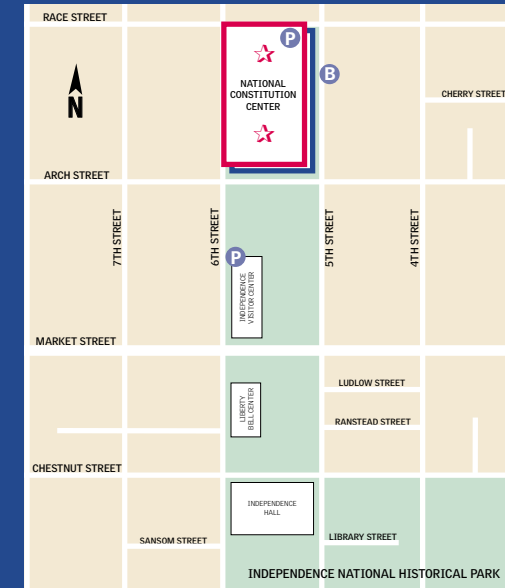 RACE STREET
P
B
NATIONAL
CONSTITUTION
CENTER
CHERRY STREET
N
ARCH STREET
7TH STREET
6TH STREET
5TH STREET
4TH STREET
P
INDEPENDENCE
VISITOR CENTER
MARKET STREET
LUDLOW STREET
LIBERTY
BELL CENTER
RANSTEAD STREET
CHESTNUT STREET
INDEPENDENCE
HALL
SANSOM STREET
LIBRARY STREET
INDEPENDENCE NATIONAL HISTORICAL PARK